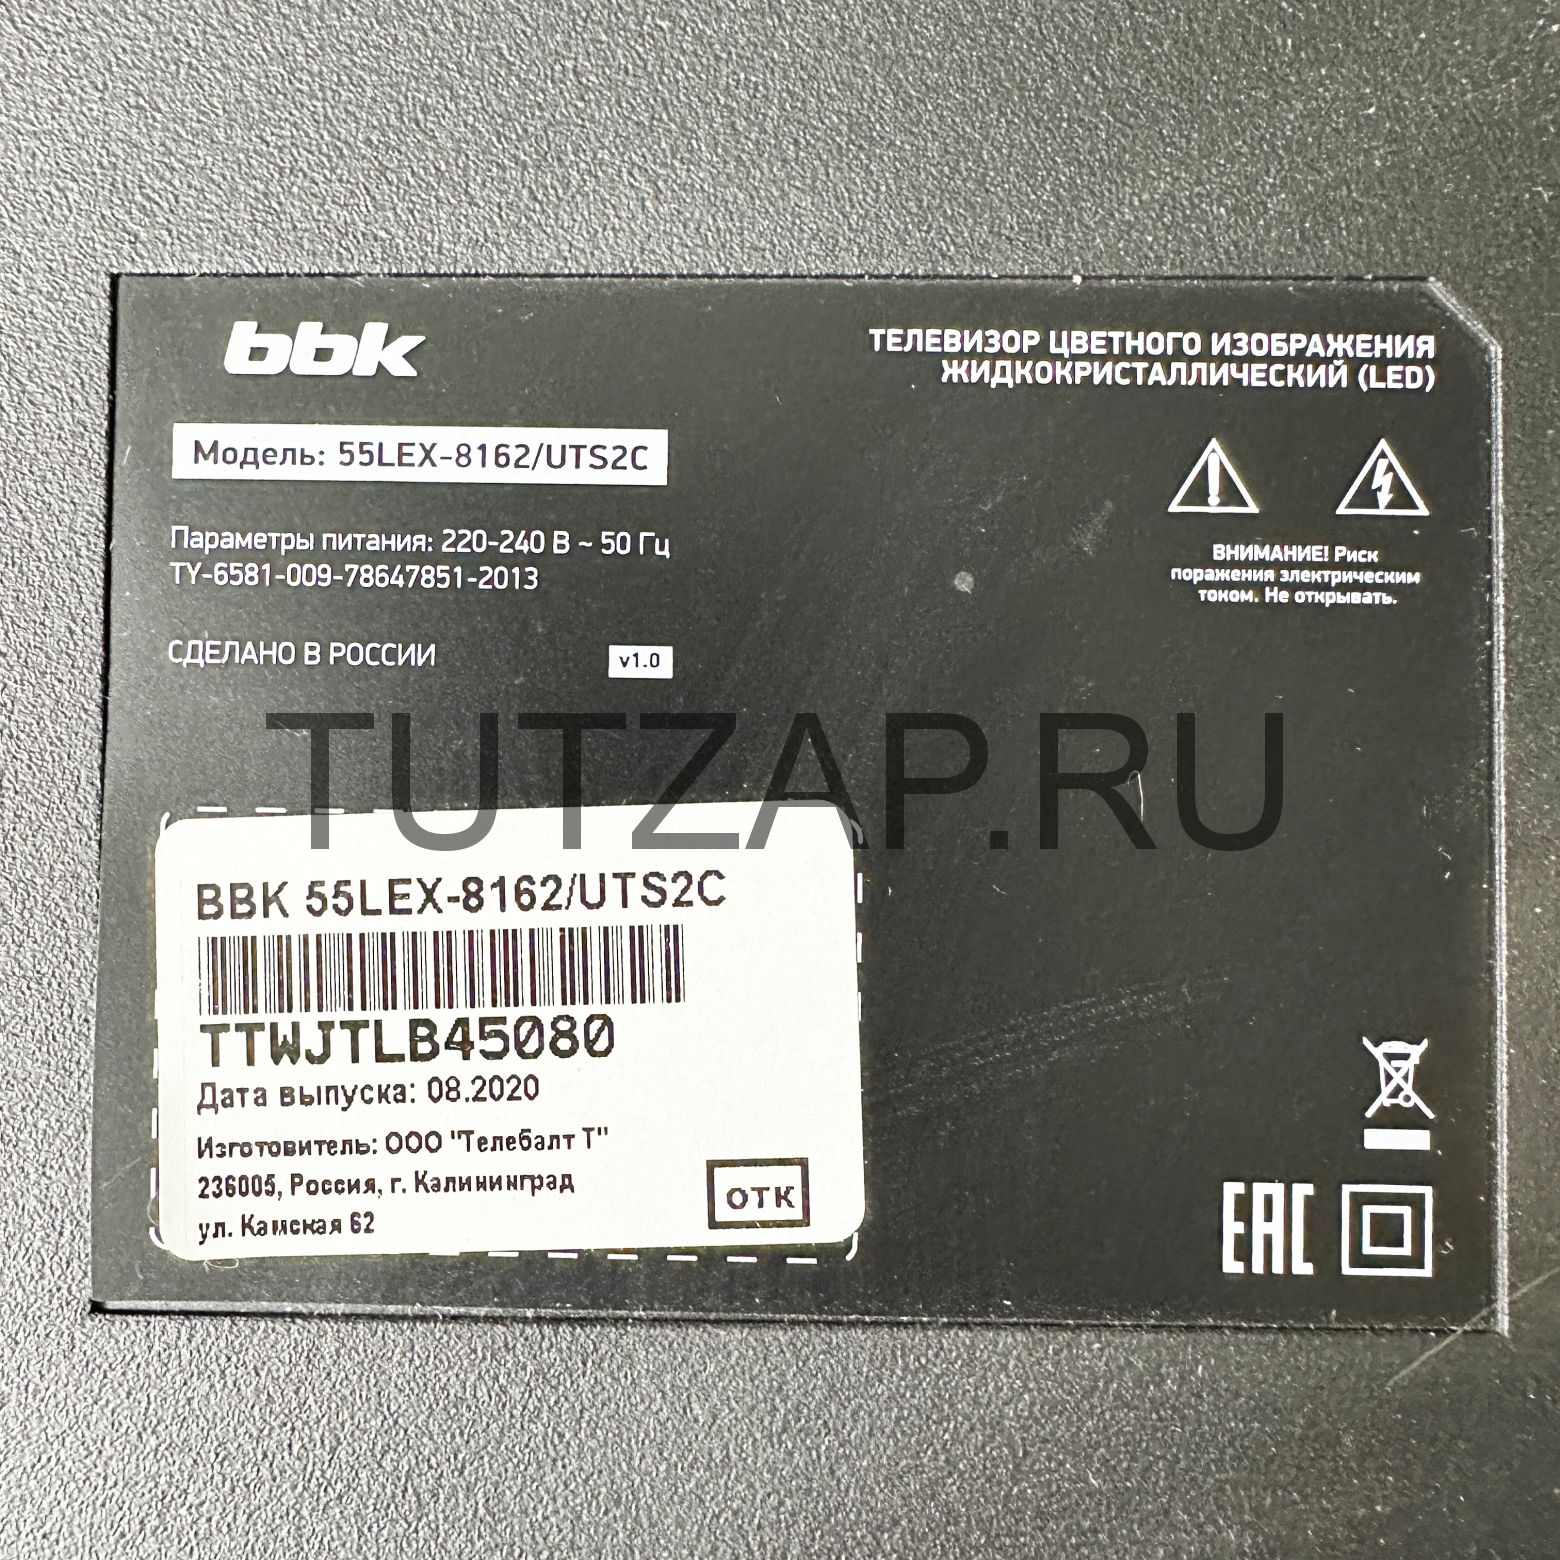 bbk
ТЕЛЕВИЗОР ЦВЕТНОГО ИЗОБРАЖЕНИЯ
ЖИДКОКРИСТАЛЛИЧЕСКИЙ (LED)
Модель: 55LEX-8162/UTS2C
Параметры питания: 220-240 В ~ 50 Гц
ТУ-6581-009-78647851-2013
ВНИМАНИЕ! Риск
поражения электрическим
током. Не открывать.
СДЕЛАНО В РОССИИ
v1.0
TUTZAP.RU
BBK 55LEX-8162/UTS2C
TTWJTLB45080
Дата выпуска: 08.2020
Изготовитель: ООО "Телебалт Т"
236005, Россия, г. Калининград
ул. Камская 62
ОТК
EAC